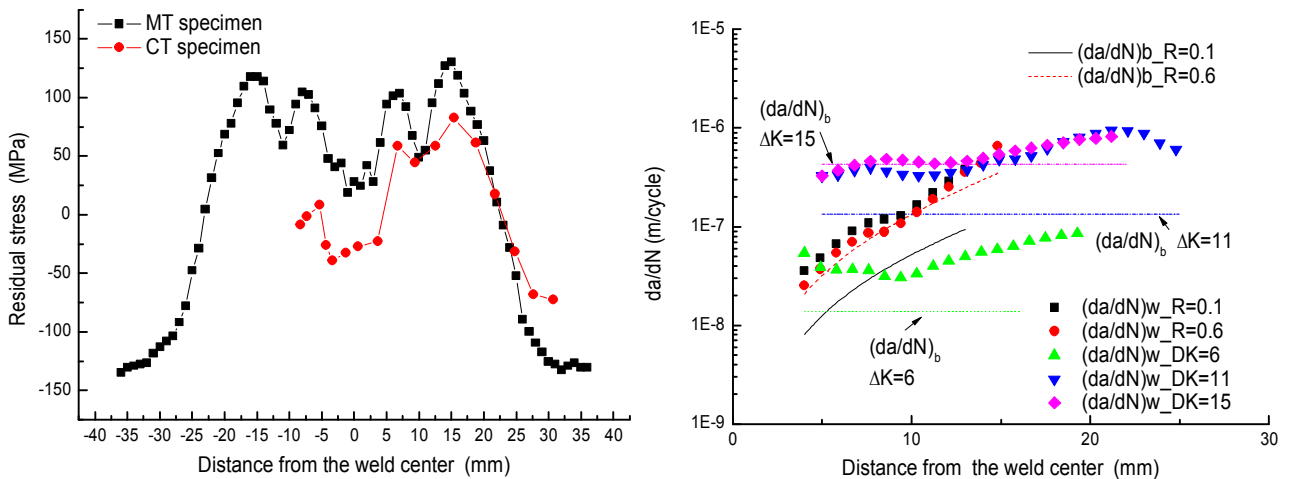 MT specimen
CT specimen
150
100
50
0
-50
-100
-150
Residual stress (MPa)
-40 -35 -30 -25 -20 -15 -10 -5 0 5 10 15 20 25 30 35 40
Distance from the weld center (mm)
1E-5
1E-6
1E-7
1E-8
1E-9
da/dN (m/cycle)
(da/dN)b_R=0.1
(da/dN)b_R=0.6
(da/dN)b
ΔK=15
(da/dN)b ΔK=11
(da/dN)b
ΔK=6
(da/dN)w_R=0.1
(da/dN)w_R=0.6
(da/dN)w_DK=6
(da/dN)w_DK=11
(da/dN)w_DK=15
0 10 20 30
Distance from the weld center (mm)